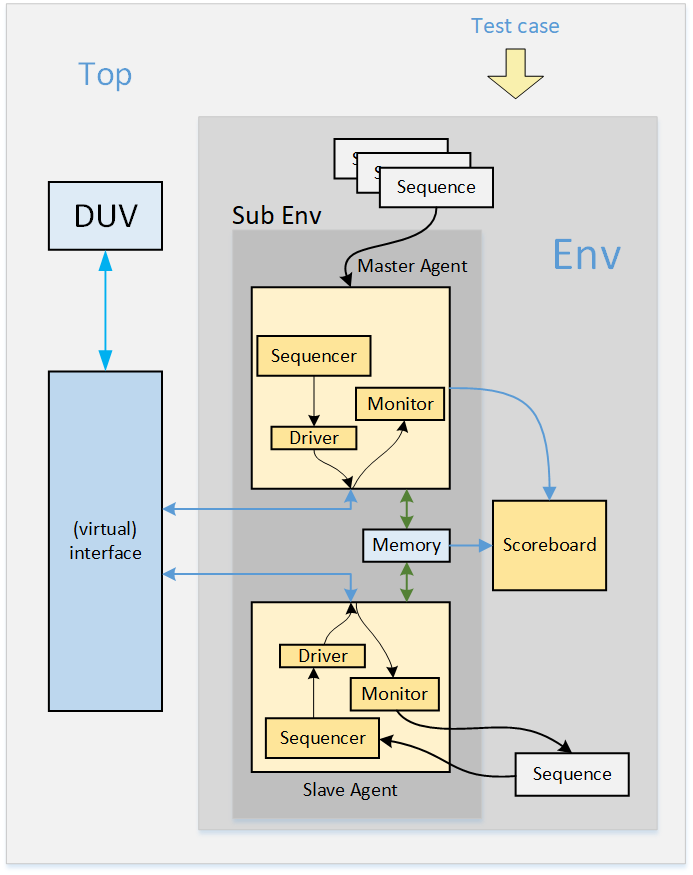 Test case
Top
Sequence
DUV
Sub Env
Env
Master Agent
Sequencer
Monitor
Driver
(virtual)
interface
Memory
Scoreboard
Driver
Monitor
Sequencer
Sequence
Slave Agent